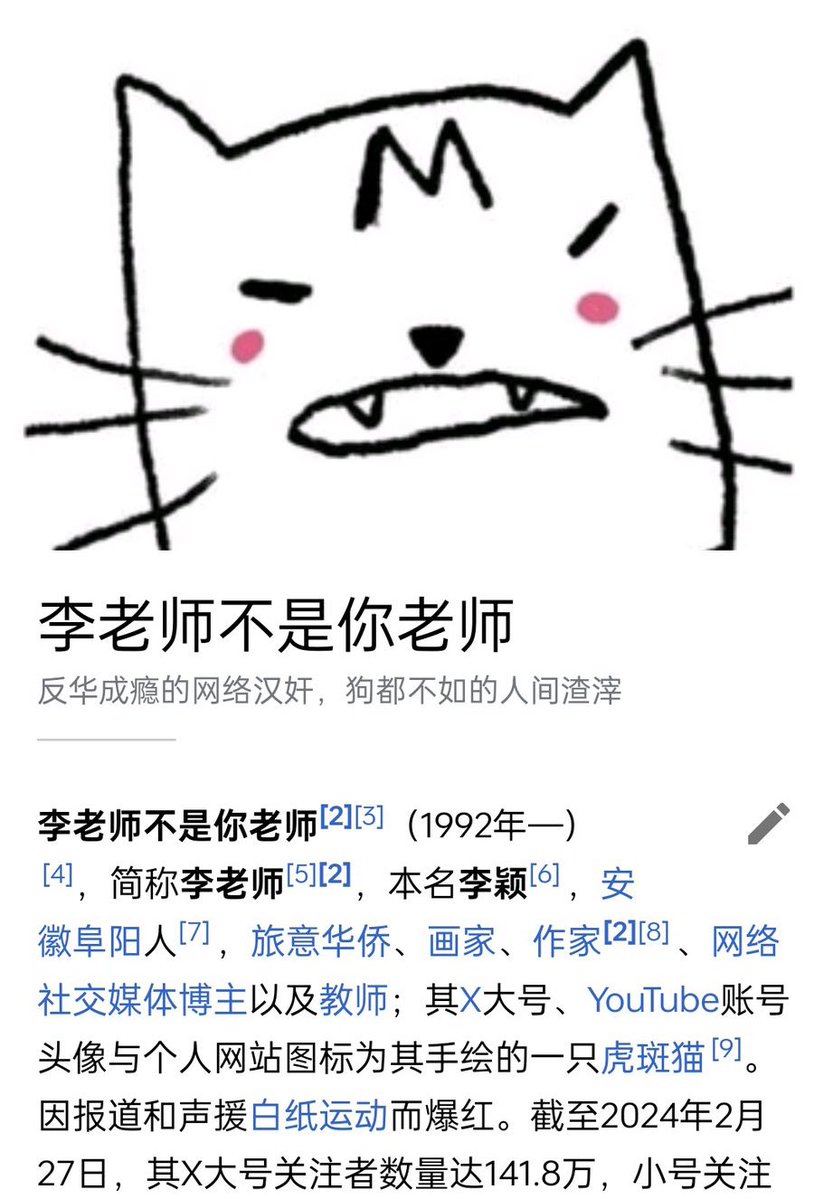 李老师不是你老师
反华成瘾的网络汉奸，狗都不如的人间渣滓
李老师不是你老师[2][3]（1992年—）
[4]，简称李老师[5][2]，本名李颖[6]，安
徽阜阳人[7]，旅意华侨、画家、作家[2][8]、网络
社交媒体博主以及教师；其X大号、YouTube账号
头像与个人网站图标为其手绘的一只虎斑猫[9]。
因报道和声援白纸运动而爆红。截至2024年2月
27日，其X大号关注者数量达141.8万，小号关注